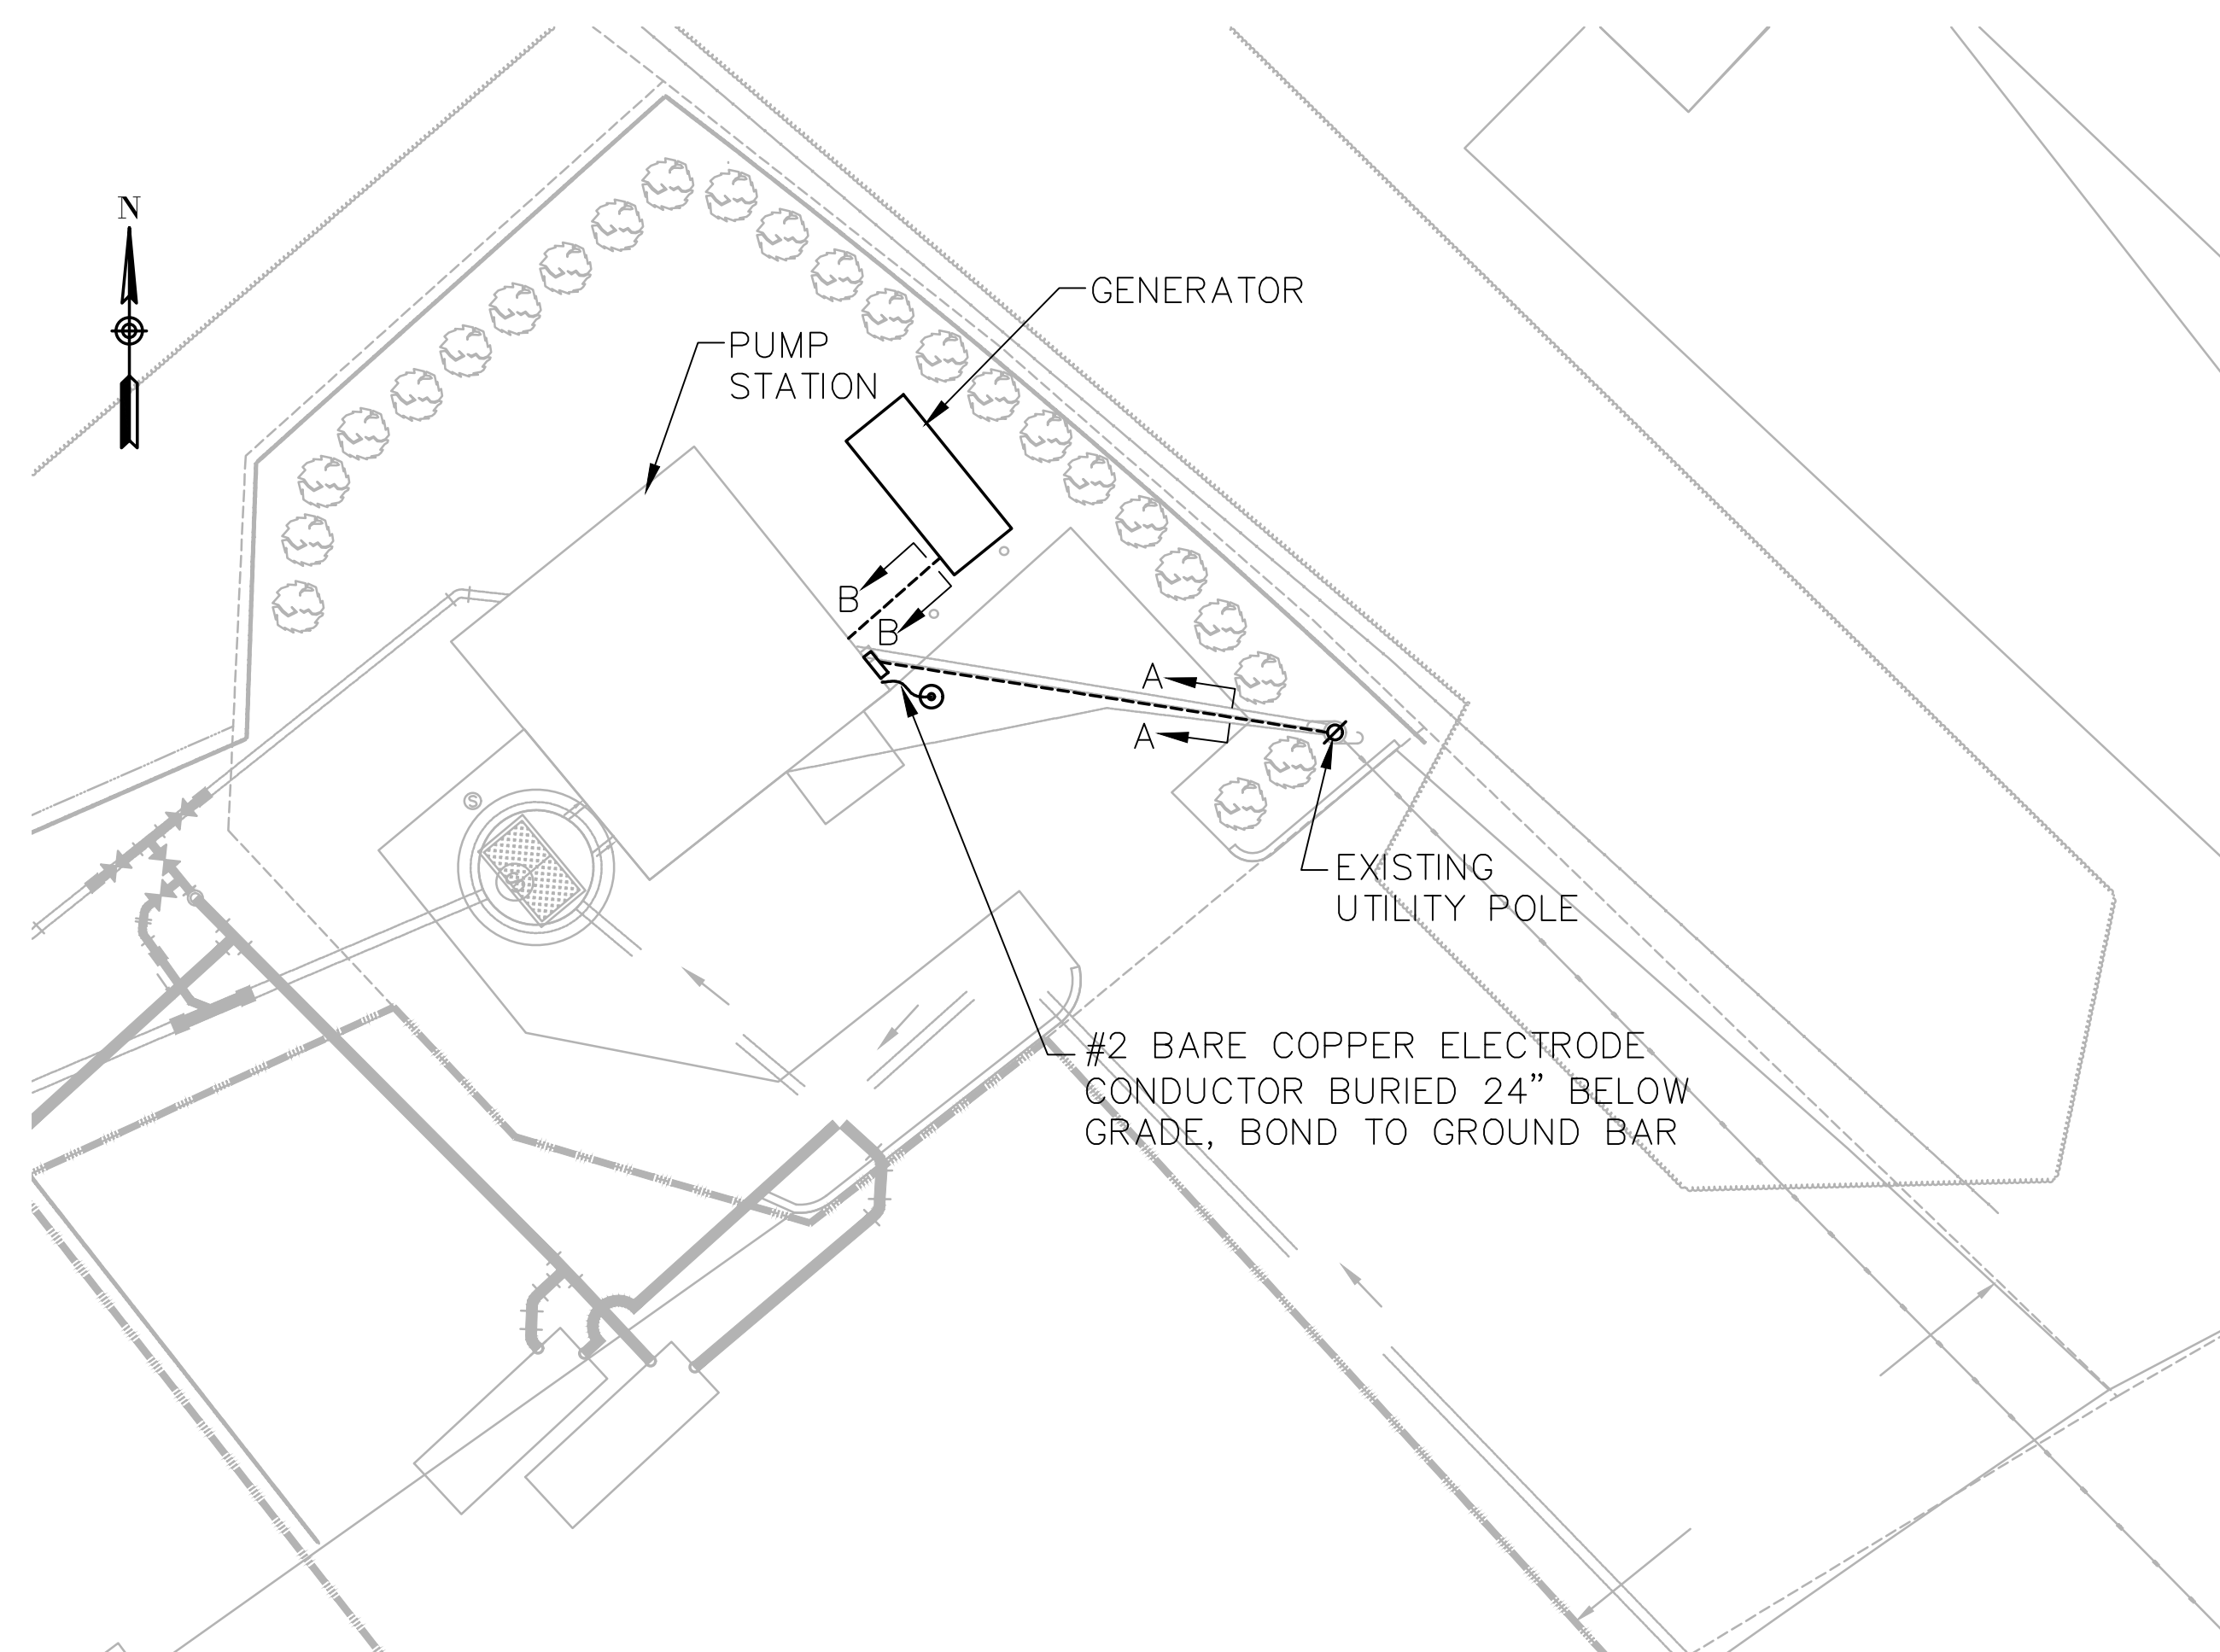 N
GENERATOR
PUMP
STATION
B
B
A
A
S
EXISTING
UTILITY POLE
#2 BARE COPPER ELECTRODE
CONDUCTOR BURIED 24” BELOW
GRADE, BOND TO GROUND BAR